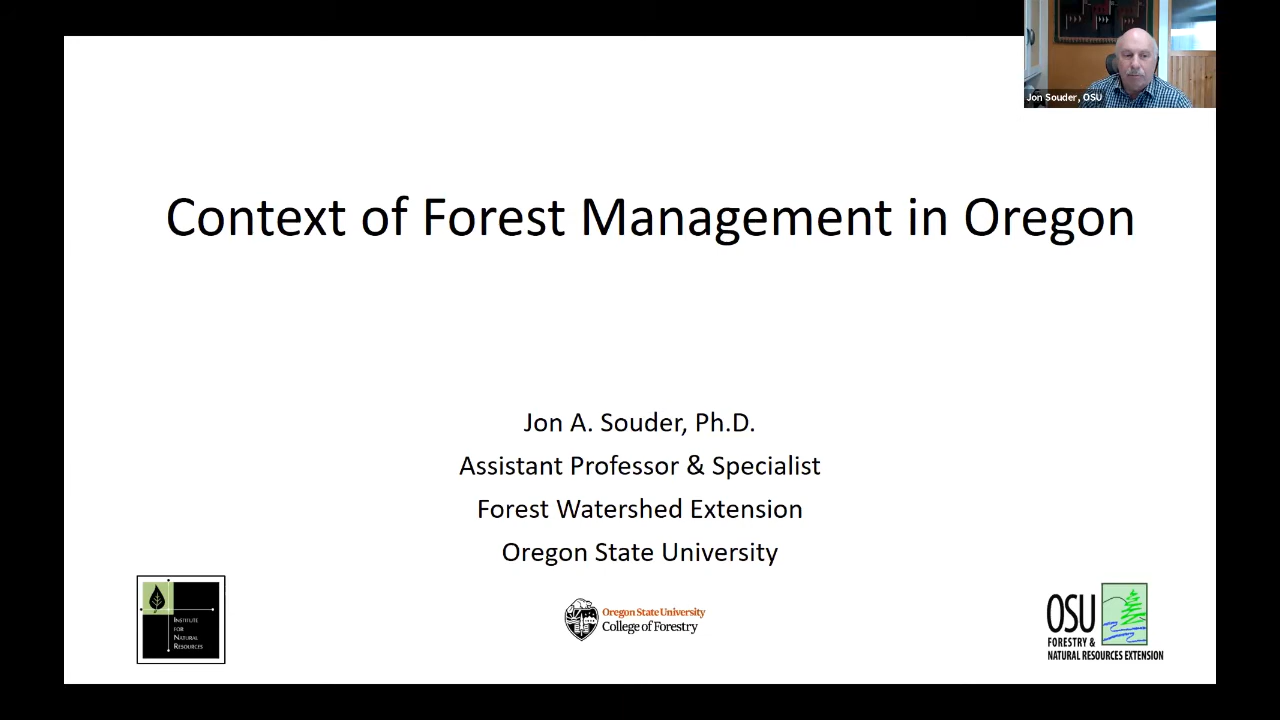 Jon Souder, OSU
Context of Forest Management in Oregon
Jon A. Souder, Ph.D.
Assistant Professor & Specialist
Forest Watershed Extension
Oregon State University
INSTITUTE
FOR
NATURAL
RESOURCES
Oregon State University
College of Forestry
OSU
FORESTRY &
NATURAL RESOURCES EXTENSION